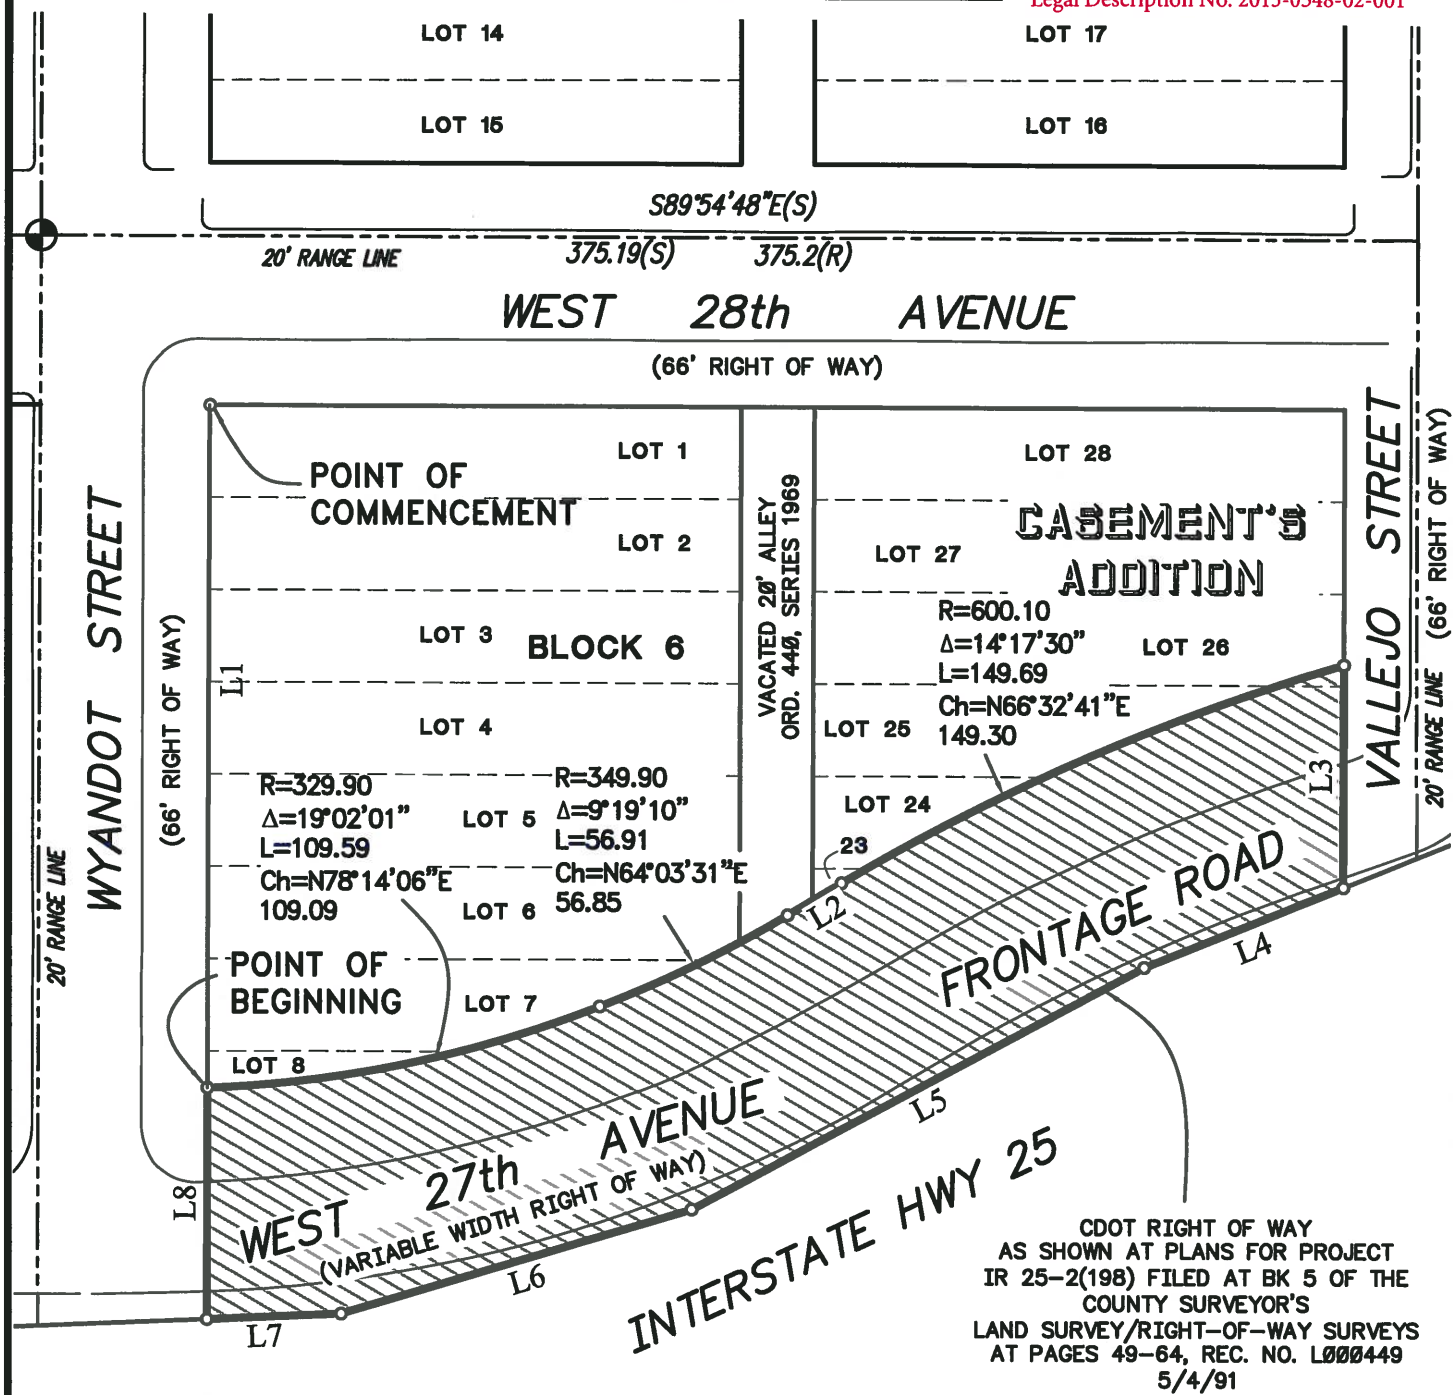 Legal Description No. 2015-0348-02-001
LOT 14
LOT 17
LOT 15
LOT 16
S89°54'48"E(S)
20' RANGE LINE
375.19(S)
375.2(R)
WEST 28th AVENUE
(66' RIGHT OF WAY)
LOT 1
LOT 28
POINT OF
COMMENCEMENT
LOT 2
LOT 27
CASEMENT'S
ADDITION
VACATED 20' ALLEY
ORD. 440, SERIES 1969
WYANDOT STREET
(66' RIGHT OF WAY)
20' RANGE LINE
L1
LOT 3
BLOCK 6
R=600.10
Δ=14°17'30"
L=149.69
Ch=N66°32'41"E
149.30
LOT 26
LOT 4
LOT 25
VALLEJO STREET
(66' RIGHT OF WAY)
20' RANGE LINE
L3
R=329.90
Δ=19°02'01"
L=109.59
Ch=N78°14'06"E
109.09
LOT 5
R=349.90
Δ=9°19'10"
L=56.91
Ch=N64°03'31"E
56.85
LOT 24
23
LOT 6
L2
FRONTAGE ROAD
L4
POINT OF
BEGINNING
LOT 7
LOT 8
L5
WEST 27th AVENUE
(VARIABLE WIDTH RIGHT OF WAY)
L8
L6
L7
INTERSTATE HWY 25
CDOT RIGHT OF WAY
AS SHOWN AT PLANS FOR PROJECT
IR 25-2(198) FILED AT BK 5 OF THE
COUNTY SURVEYOR'S
LAND SURVEY/RIGHT-OF-WAY SURVEYS
AT PAGES 49-64, REC. NO. L000449
5/4/91